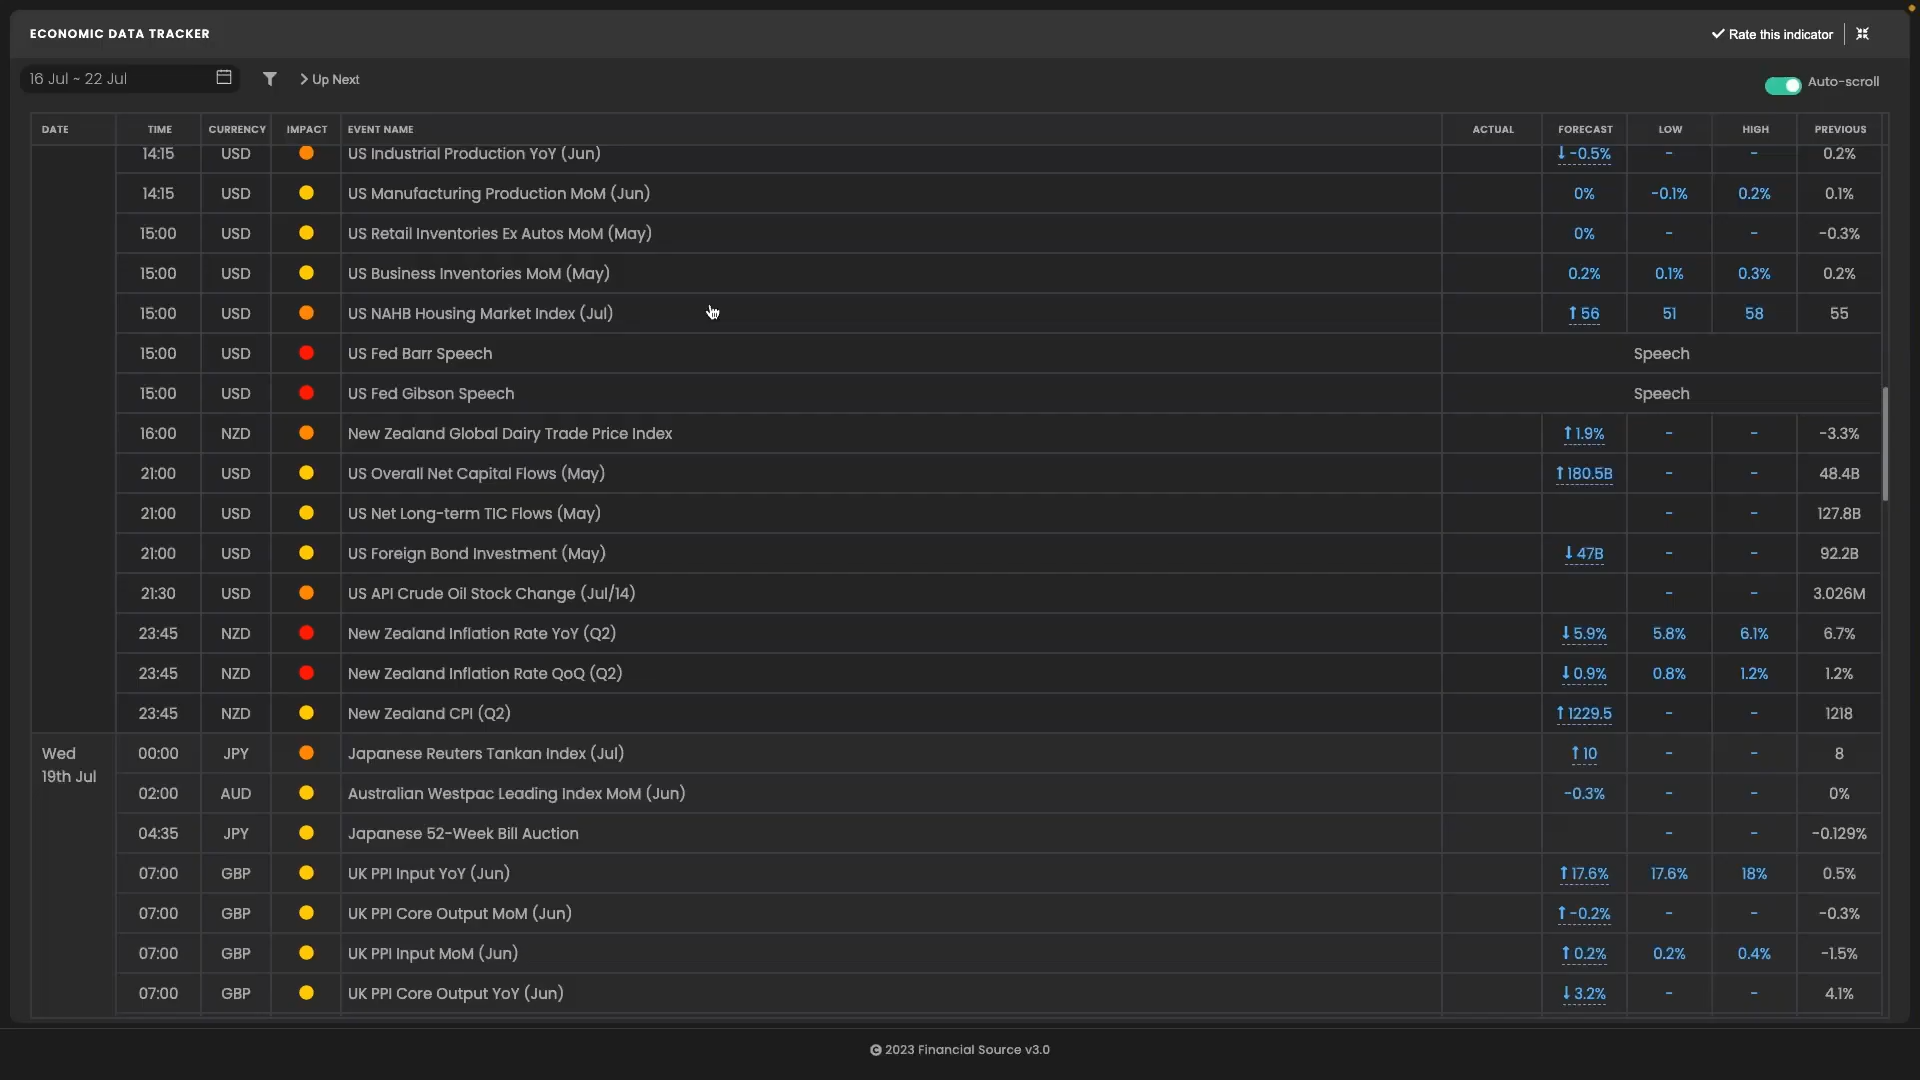 ECONOMIC DATA TRACKER
Rate this indicator
16 Jul ~ 22 Jul
Up Next
Auto-scroll
DATE TIME CURRENCY IMPACT EVENT NAME ACTUAL FORECAST LOW HIGH PREVIOUS
14:15 USD US Industrial Production YoY (Jun) ↓ -0.5% - - 0.2%
14:15 USD US Manufacturing Production MoM (Jun) 0% -0.1% 0.2% 0.1%
15:00 USD US Retail Inventories Ex Autos MoM (May) 0% - - -0.3%
15:00 USD US Business Inventories MoM (May) 0.2% 0.1% 0.3% 0.2%
15:00 USD US NAHB Housing Market Index (Jul) ↑ 56 51 58 55
15:00 USD US Fed Barr Speech Speech
15:00 USD US Fed Gibson Speech Speech
16:00 NZD New Zealand Global Dairy Trade Price Index ↑ 1.9% - - -3.3%
21:00 USD US Overall Net Capital Flows (May) ↑ 180.5B - - 48.4B
21:00 USD US Net Long-term TIC Flows (May) - - 127.8B
21:00 USD US Foreign Bond Investment (May) ↓ 47B - - 92.2B
21:30 USD US API Crude Oil Stock Change (Jul/14) - - 3.026M
23:45 NZD New Zealand Inflation Rate YoY (Q2) ↓ 5.9% 5.8% 6.1% 6.7%
23:45 NZD New Zealand Inflation Rate QoQ (Q2) ↓ 0.9% 0.8% 1.2% 1.2%
23:45 NZD New Zealand CPI (Q2) ↑ 1229.5 - - 1218
Wed 00:00 JPY Japanese Reuters Tankan Index (Jul) ↑ 10 - - 8
19th Jul
02:00 AUD Australian Westpac Leading Index MoM (Jun) -0.3% - - 0%
04:35 JPY Japanese 52-Week Bill Auction - - -0.129%
07:00 GBP UK PPI Input YoY (Jun) ↑ 17.6% 17.6% 18% 0.5%
07:00 GBP UK PPI Core Output MoM (Jun) ↑ -0.2% - - -0.3%
07:00 GBP UK PPI Input MoM (Jun) ↑ 0.2% 0.2% 0.4% -1.5%
07:00 GBP UK PPI Core Output YoY (Jun) ↓ 3.2% - - 4.1%
© 2023 Financial Source v3.0